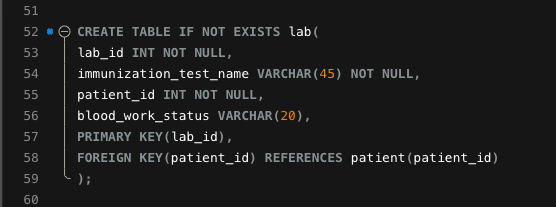 51
52 CREATE TABLE IF NOT EXISTS lab(
53 lab_id INT NOT NULL,
54 immunization_test_name VARCHAR(45) NOT NULL,
55 patient_id INT NOT NULL,
56 blood_work_status VARCHAR(20),
57 PRIMARY KEY(lab_id),
58 FOREIGN KEY(patient_id) REFERENCES patient(patient_id)
59 );
60